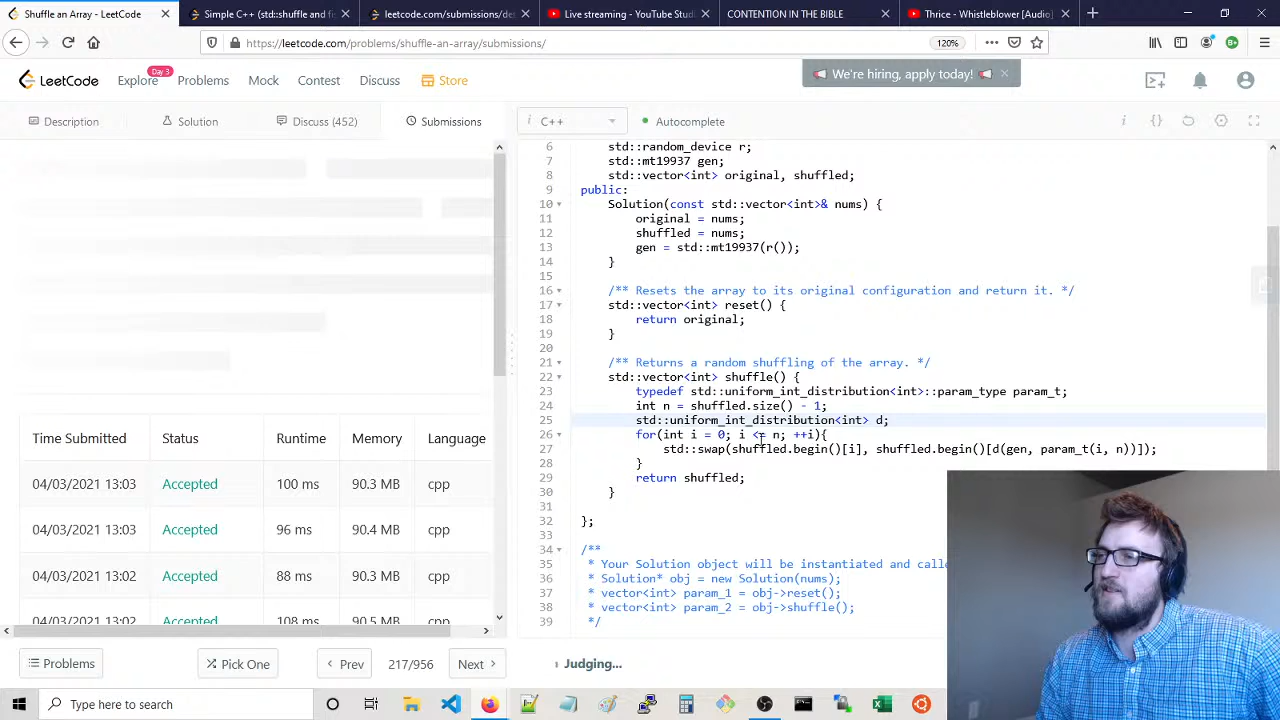 Shuffle an Array - LeetCode
Simple C++ (std::shuffle and fi
leetcode.com/submissions/de
Live streaming - YouTube Studi
CONTENTION IN THE BIBLE
Thrice - Whistleblower [Audio]
https://leetcode.com/problems/shuffle-an-array/submissions/
120%
LeetCode
Explore
Day 3
Problems
Mock
Contest
Discuss
Store
We're hiring, apply today!
Description
Solution
Discuss (452)
Submissions
i C++
Autocomplete
Time Submitted Status Runtime Memory Language
04/03/2021 13:03 Accepted 100 ms 90.3 MB cpp
04/03/2021 13:03 Accepted 96 ms 90.4 MB cpp
04/03/2021 13:02 Accepted 88 ms 90.3 MB cpp
04/03/2021 13:02 Accepted 108 ms 90.5 MB cpp
6 std::random_device r;
7 std::mt19937 gen;
8 std::vector<int> original, shuffled;
9 public:
10 Solution(const std::vector<int>& nums) {
11 original = nums;
12 shuffled = nums;
13 gen = std::mt19937(r());
14 }
15
16 /** Resets the array to its original configuration and return it. */
17 std::vector<int> reset() {
18 return original;
19 }
20
21 /** Returns a random shuffling of the array. */
22 std::vector<int> shuffle() {
23 typedef std::uniform_int_distribution<int>::param_type param_t;
24 int n = shuffled.size() - 1;
25 std::uniform_int_distribution<int> d;
26 for(int i = 0; i <= n; ++i){
27 std::swap(shuffled.begin()[i], shuffled.begin()[d(gen, param_t(i, n))]);
28 }
29 return shuffled;
30 }
31
32 };
33
34 /**
35 * Your Solution object will be instantiated and calle
36 * Solution* obj = new Solution(nums);
37 * vector<int> param_1 = obj->reset();
38 * vector<int> param_2 = obj->shuffle();
39 */
Problems
Pick One
Prev
217/956
Next
Judging...
Type here to search